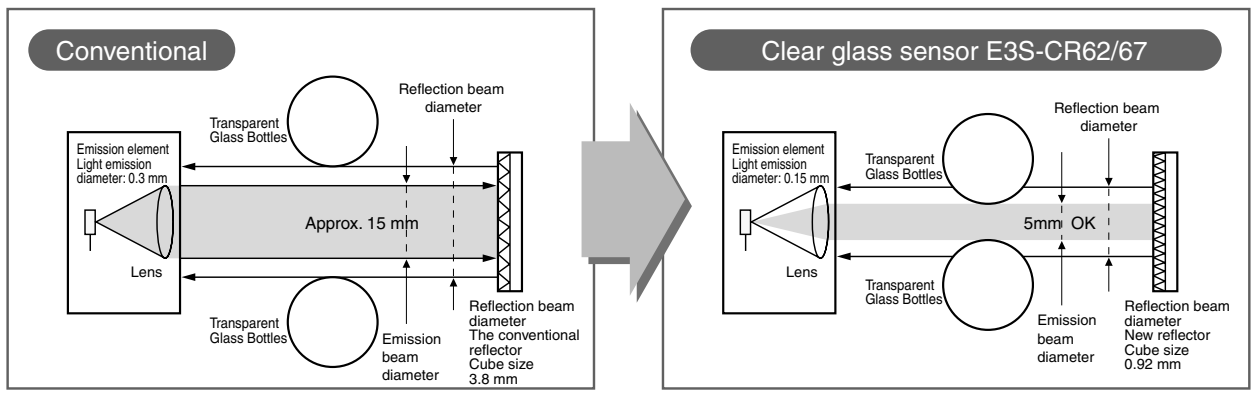 Conventional
Reflection beam
diameter
Transparent
Glass Bottles
Emission element
Light emission
diameter: 0.3 mm
Approx. 15 mm
Lens
Transparent
Glass Bottles
Emission
beam
diameter
Reflection beam
diameter
The conventional
reflector
Cube size
3.8 mm
Clear glass sensor E3S-CR62/67
Reflection beam
diameter
Transparent
Glass Bottles
Emission element
Light emission
diameter: 0.15 mm
5mm OK
Lens
Transparent
Glass Bottles
Emission
beam
diameter
Reflection beam
diameter
New reflector
Cube size
0.92 mm